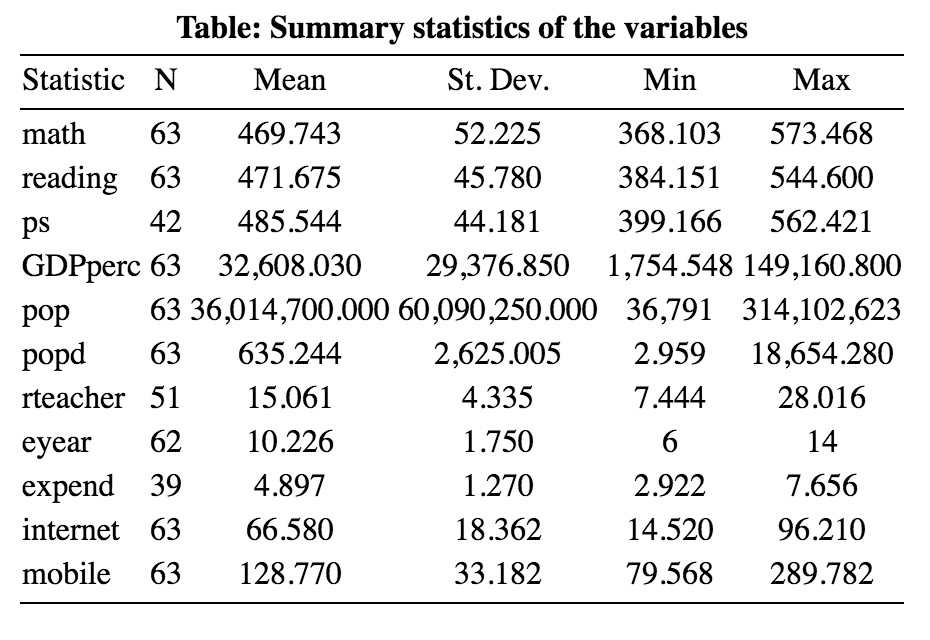 Table: Summary statistics of the variables
Statistic N Mean St. Dev. Min Max
math 63 469.743 52.225 368.103 573.468
reading 63 471.675 45.780 384.151 544.600
ps 42 485.544 44.181 399.166 562.421
GDPperc 63 32,608.030 29,376.850 1,754.548 149,160.800
pop 63 36,014,700.000 60,090,250.000 36,791 314,102,623
popd 63 635.244 2,625.005 2.959 18,654.280
rteacher 51 15.061 4.335 7.444 28.016
eyear 62 10.226 1.750 6 14
expend 39 4.897 1.270 2.922 7.656
internet 63 66.580 18.362 14.520 96.210
mobile 63 128.770 33.182 79.568 289.782